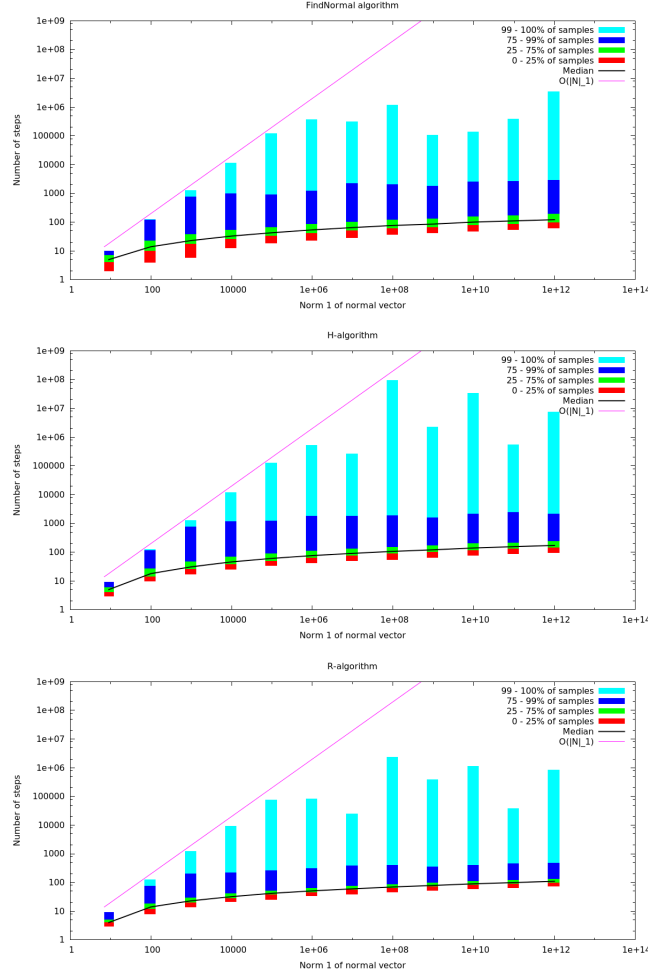 FindNormal algorithm
1e+09
1e+08
1e+07
1e+06
100000
10000
1000
100
10
1
1
100
10000
1e+06
1e+08
1e+10
1e+12
1e+14
Number of steps
Norm 1 of normal vector
99 - 100% of samples
75 - 99% of samples
25 - 75% of samples
0 - 25% of samples
Median
O(|N|_1)
H-algorithm
1e+09
1e+08
1e+07
1e+06
100000
10000
1000
100
10
1
1
100
10000
1e+06
1e+08
1e+10
1e+12
1e+14
Number of steps
Norm 1 of normal vector
99 - 100% of samples
75 - 99% of samples
25 - 75% of samples
0 - 25% of samples
Median
O(|N|_1)
R-algorithm
1e+09
1e+08
1e+07
1e+06
100000
10000
1000
100
10
1
1
100
10000
1e+06
1e+08
1e+10
1e+12
1e+14
Number of steps
Norm 1 of normal vector
99 - 100% of samples
75 - 99% of samples
25 - 75% of samples
0 - 25% of samples
Median
O(|N|_1)